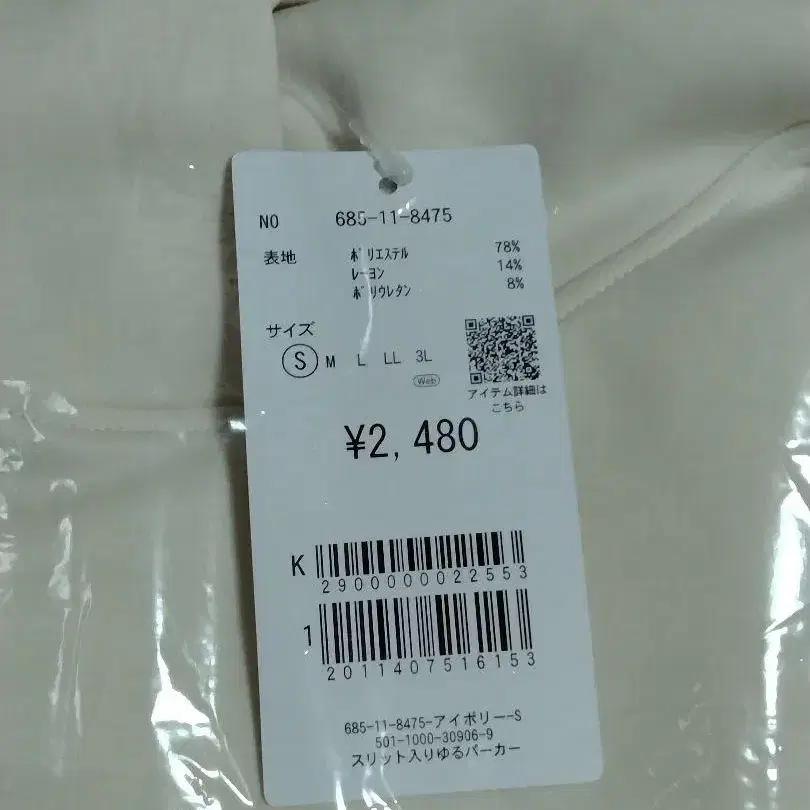 NO 685-11-8475
表地 ポリエステル 78%
レーヨン 14%
ポリウレタン 8%
サイズ
S M L LL 3L
Web
アイテム詳細は
こちら
¥2,480
K
2900000022553
1
2011407516153
685-11-8475-アイボリー-S
501-1000-30906-9
スリット入りゆるパーカー